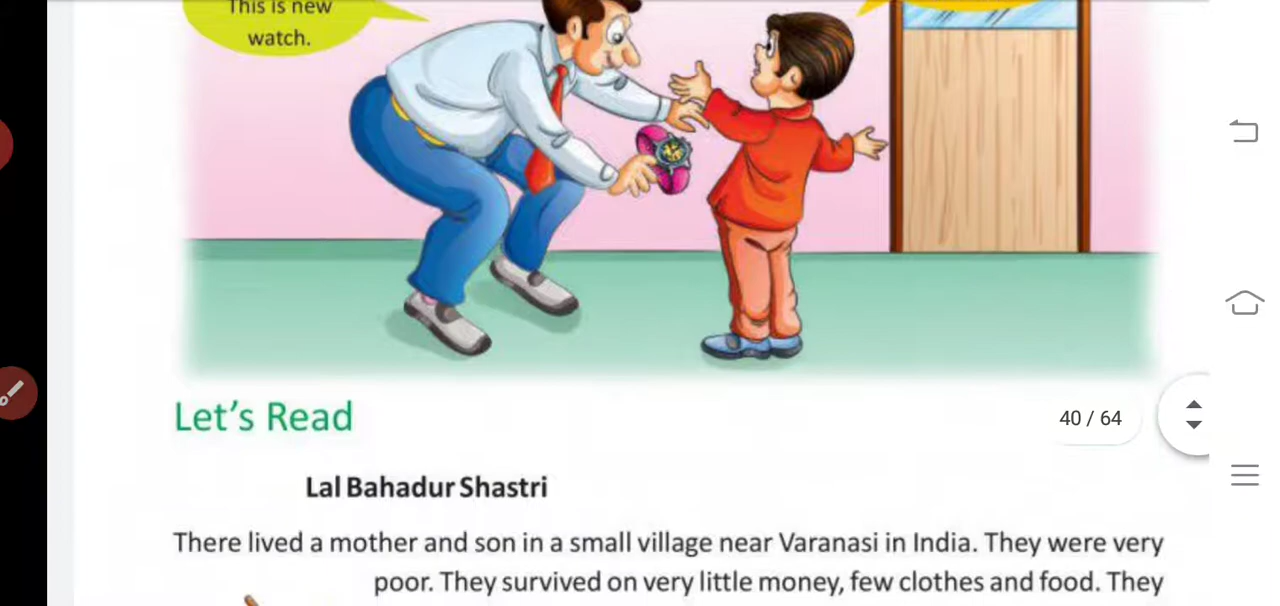 This is new
watch.
Let's Read
40 / 64
Lal Bahadur Shastri
There lived a mother and son in a small village near Varanasi in India. They were very
poor. They survived on very little money, few clothes and food. They